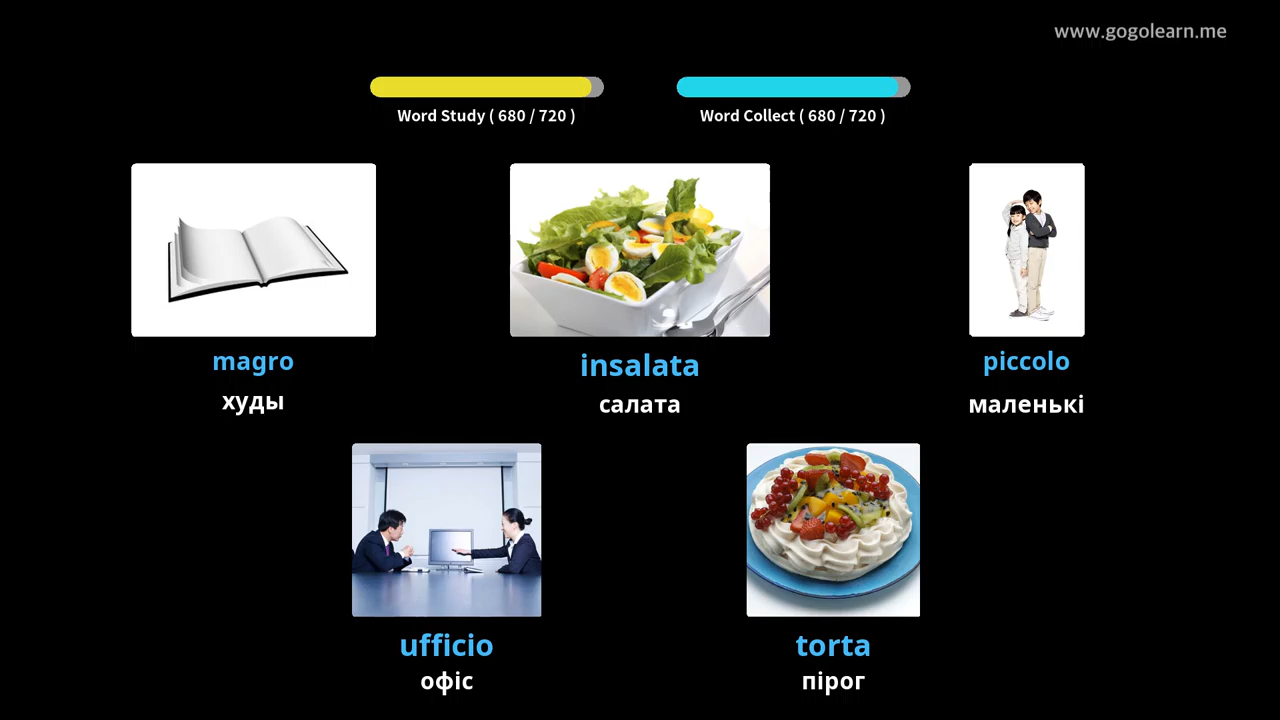 www.gogolearn.me
Word Study ( 680 / 720 )
Word Collect ( 680 / 720 )
magro
insalata
piccolo
худы
салата
маленькі
ufficio
torta
офіс
пірог